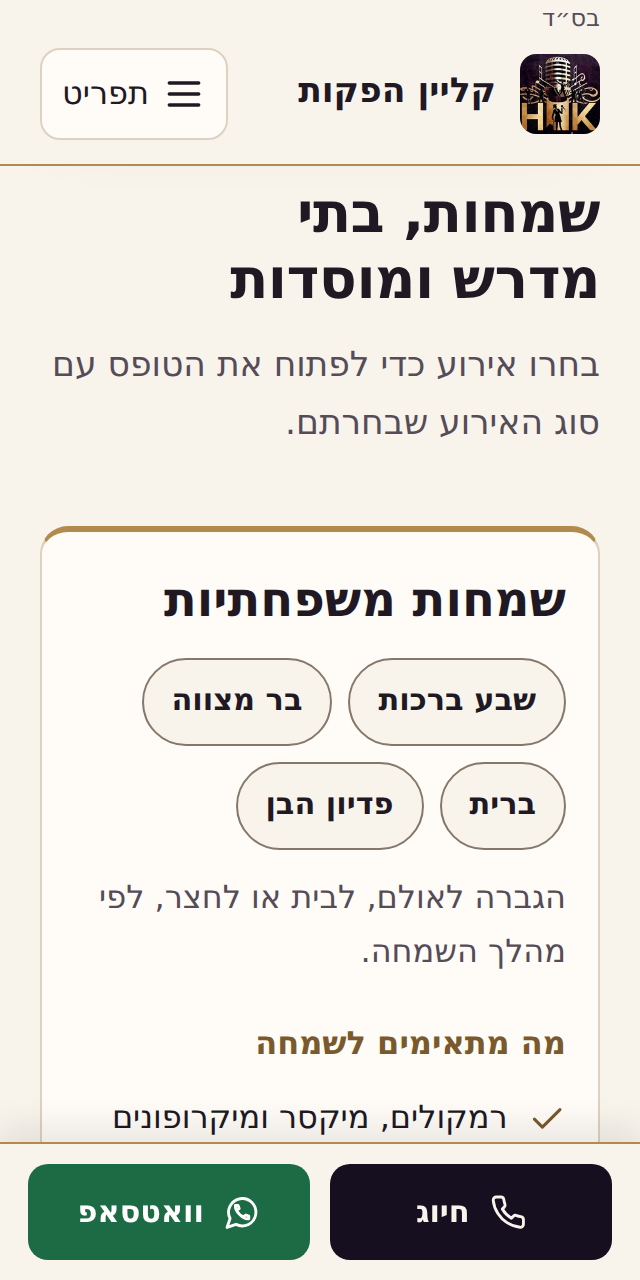 בס״ד
HK
קליין הפקות
תפריט
שמחות, בתי
מדרש ומוסדות
בחרו אירוע כדי לפתוח את הטופס עם
סוג האירוע שבחרתם.
שמחות משפחתיות
שבע ברכות
בר מצווה
ברית
פדיון הבן
הגברה לאולם, לבית או לחצר, לפי
מהלך השמחה.
מה מתאימים לשמחה
רמקולים, מיקסר ומיקרופונים
חיוג
וואטסאפ